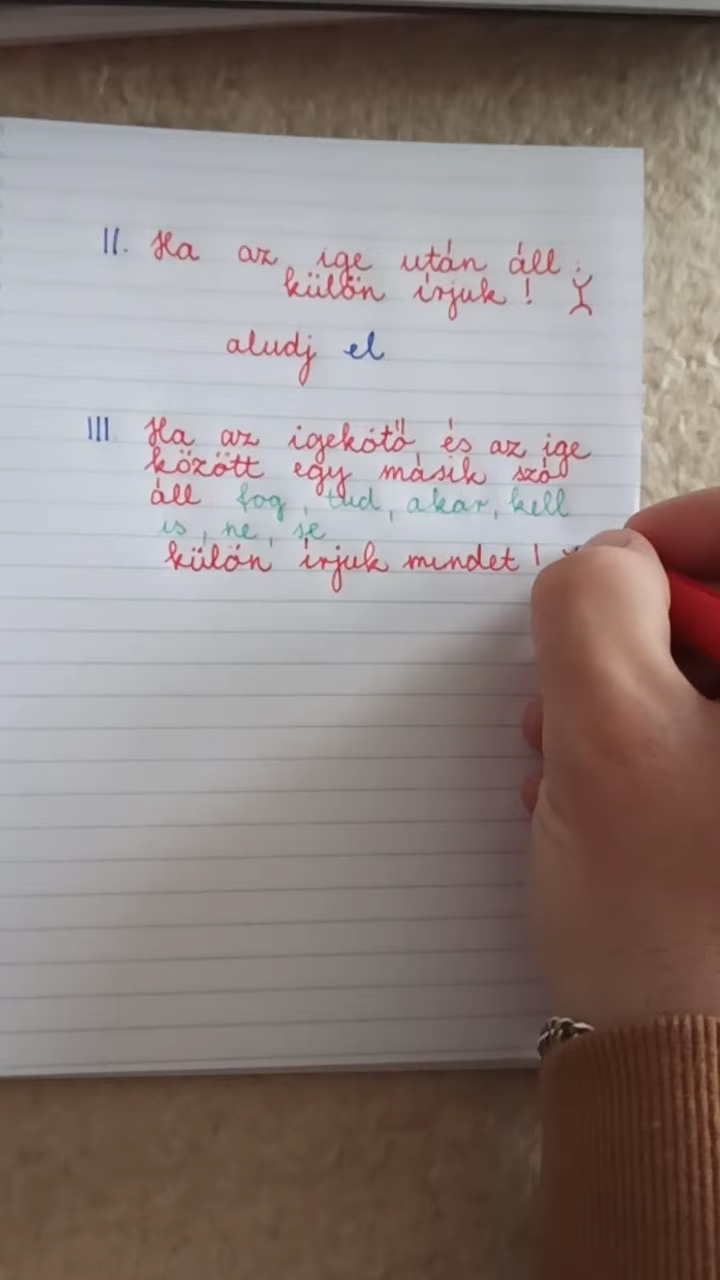 II. Ha az ige után áll:
külön írjuk!
aludj el
III Ha az igekötő és az ige
között egy másik szó
áll fog, tud, akar, kell
is, ne, se
külön írjuk mindet!